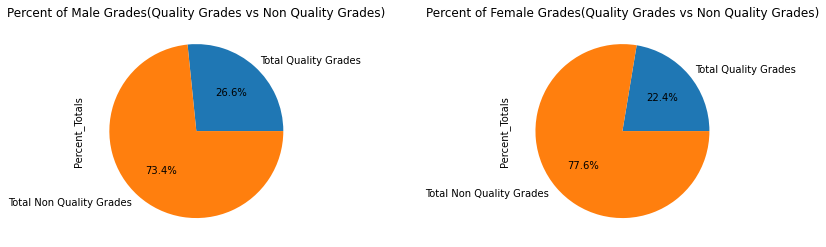 Percent of Male Grades(Quality Grades vs Non Quality Grades)
Total Quality Grades
26.6%
Percent_Totals
73.4%
Total Non Quality Grades
Percent of Female Grades(Quality Grades vs Non Quality Grades)
Total Quality Grades
22.4%
Percent_Totals
77.6%
Total Non Quality Grades